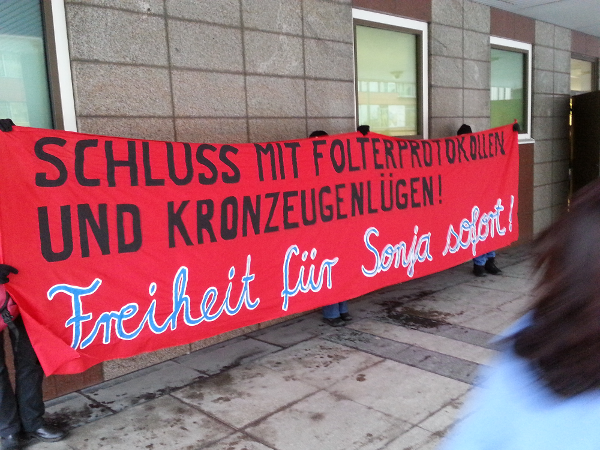 SCHLUSS MIT FOLTERPROTOKOLLEN
UND KRONZEUGENLÜGEN!
Freiheit für Sonja sofort!